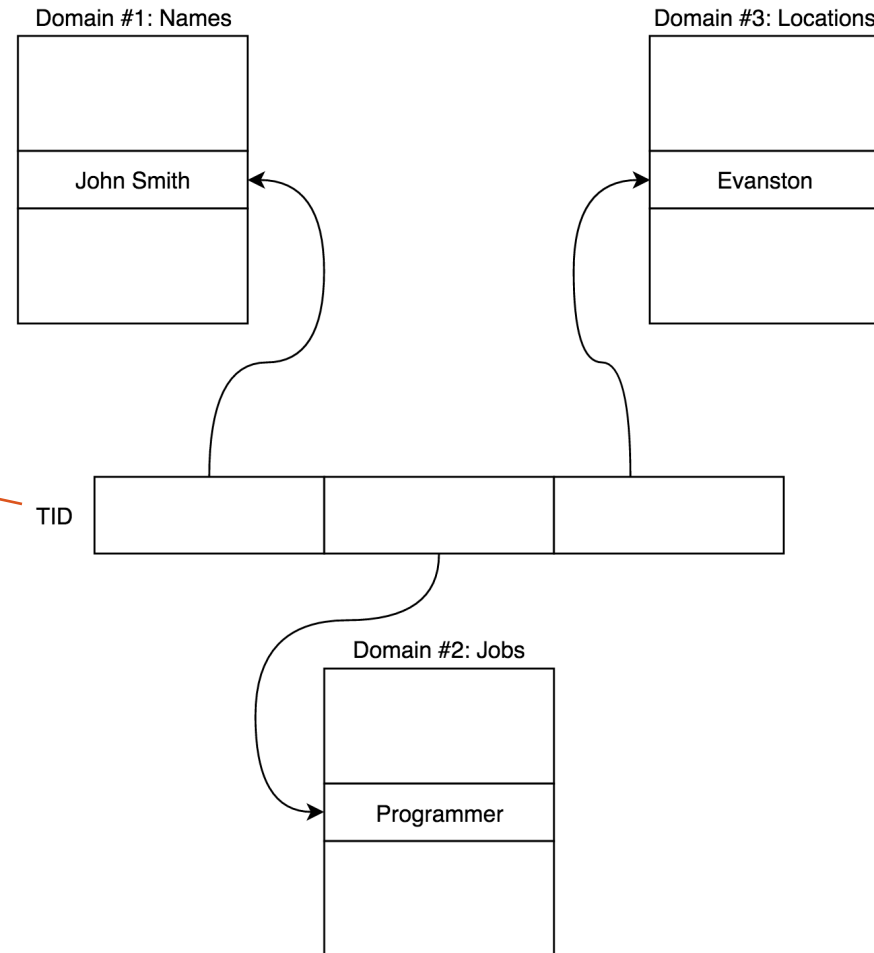 Domain #1: Names
Domain #3: Locations
John Smith
Evanston
TID
Domain #2: Jobs
Programmer